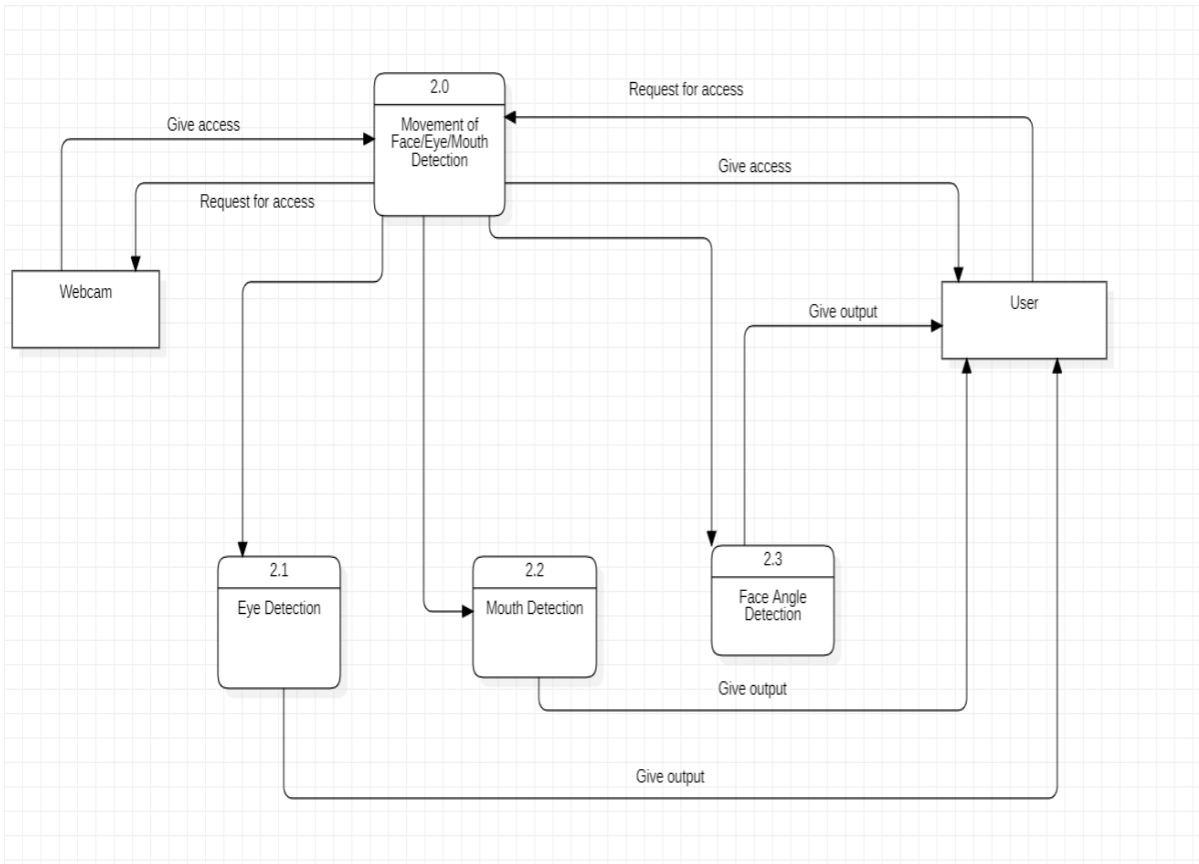 2.0
Movement of
Face/Eye/Mouth
Detection
Request for access
Give access
Give access
Request for access
Webcam
User
Give output
2.1
Eye Detection
2.2
Mouth Detection
2.3
Face Angle
Detection
Give output
Give output